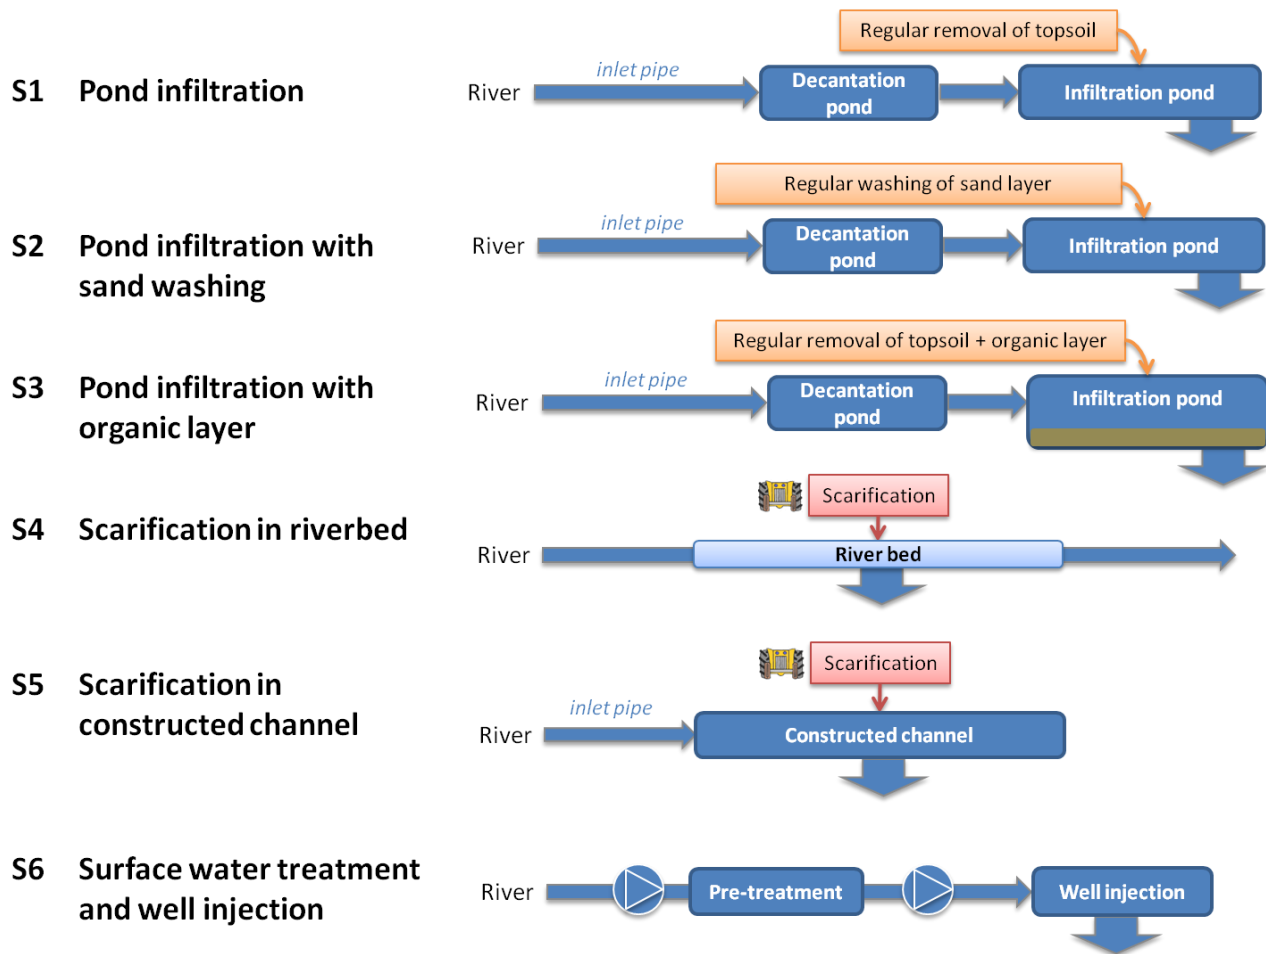 Regular removal of topsoil
S1 Pond infiltration
River
inlet pipe
Decantation
pond
Infiltration pond
Regular washing of sand layer
S2 Pond infiltration with
sand washing
River
inlet pipe
Decantation
pond
Infiltration pond
Regular removal of topsoil + organic layer
S3 Pond infiltration with
organic layer
River
inlet pipe
Decantation
pond
Infiltration pond
Scarification
S4 Scarification in riverbed
River
River bed
Scarification
S5 Scarification in
constructed channel
River
inlet pipe
Constructed channel
S6 Surface water treatment
and well injection
River
Pre-treatment
Well injection